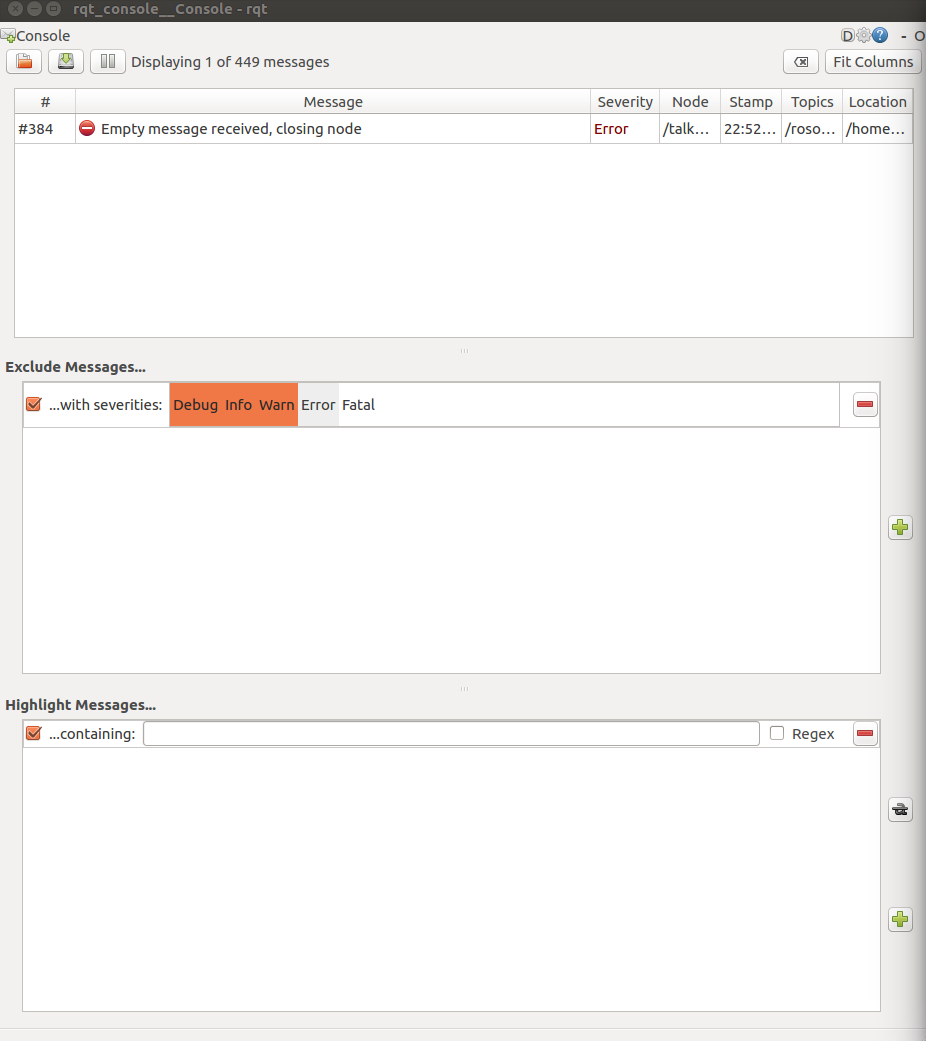 rqt_console__Console - rqt
Console D ? - O
Displaying 1 of 449 messages Fit Columns
# Message Severity Node Stamp Topics Location
#384 Empty message received, closing node Error /talk... 22:52... /roso... /home...
Exclude Messages...
...with severities: Debug Info Warn Error Fatal
Highlight Messages...
...containing: Regex